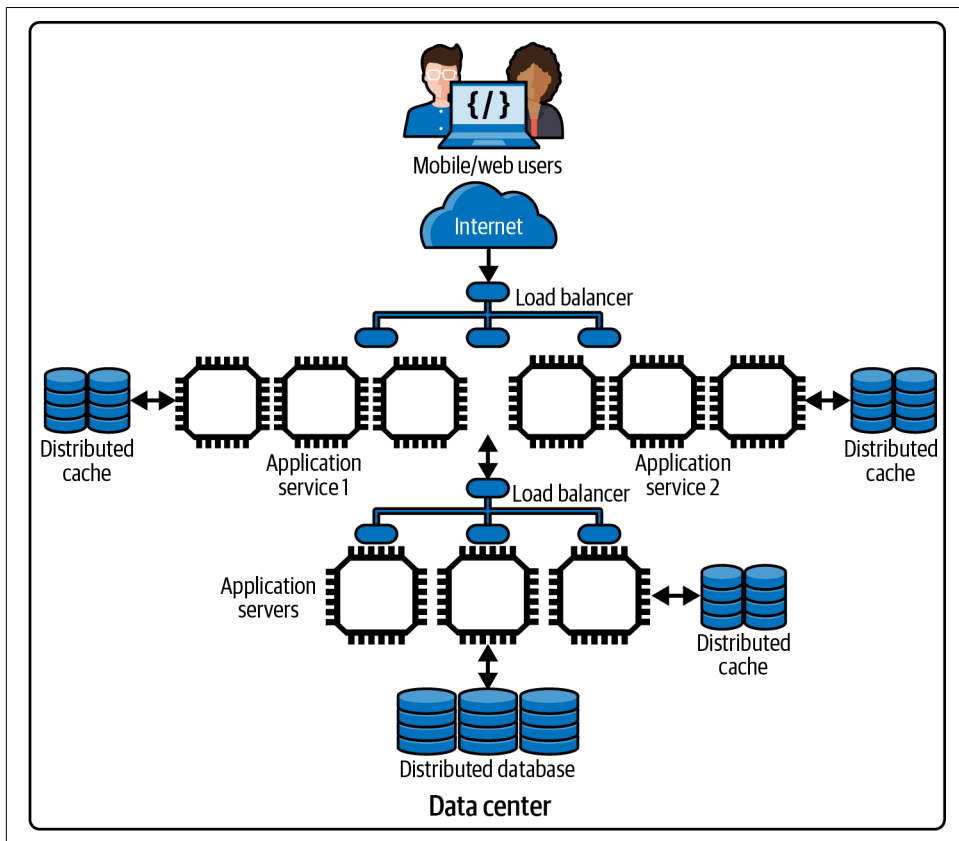 {/}
Mobile/web users
Internet
Load balancer
Distributed
cache
Application
service 1
Application
service 2
Distributed
cache
Load balancer
Application
servers
Distributed
cache
Distributed database
Data center